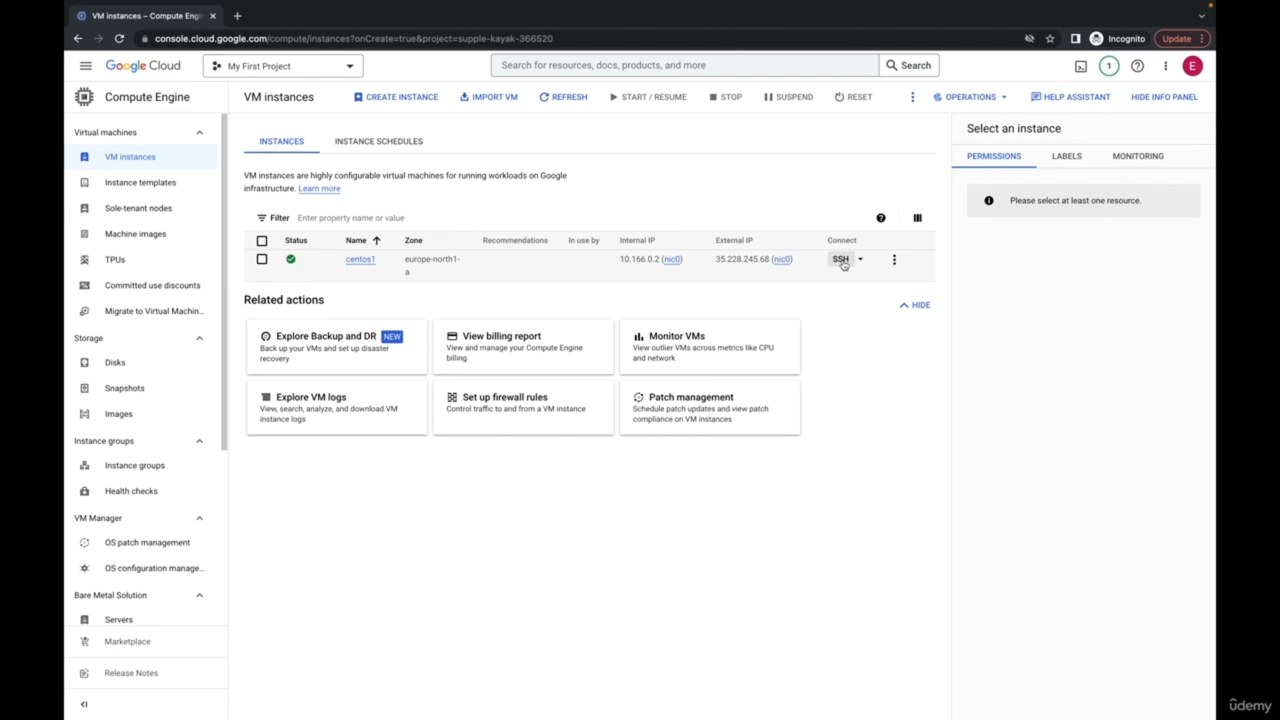 VM instances – Compute Engi
console.cloud.google.com/compute/instances?onCreate=true&project=supple-kayak-366520
Incognito
Update
Google Cloud
My First Project
Search for resources, docs, products, and more
Search
1
E
Compute Engine
VM instances
CREATE INSTANCE
IMPORT VM
REFRESH
START / RESUME
STOP
SUSPEND
RESET
OPERATIONS
HELP ASSISTANT
HIDE INFO PANEL
Virtual machines
VM instances
Instance templates
Sole-tenant nodes
Machine images
TPUs
Committed use discounts
Migrate to Virtual Machin...
Storage
Disks
Snapshots
Images
Instance groups
Instance groups
Health checks
VM Manager
OS patch management
OS configuration manage...
Bare Metal Solution
Servers
Marketplace
Release Notes
INSTANCES
INSTANCE SCHEDULES
VM instances are highly configurable virtual machines for running workloads on Google
infrastructure. Learn more
Filter Enter property name or value
Status Name Zone Recommendations In use by Internal IP External IP Connect
centos1 europe-north1- 10.166.0.2 (nic0) 35.228.245.68 (nic0) SSH
a
Related actions
HIDE
Explore Backup and DR NEW
Back up your VMs and set up disaster
recovery
View billing report
View and manage your Compute Engine
billing
Monitor VMs
View outlier VMs across metrics like CPU
and network
Explore VM logs
View, search, analyze, and download VM
instance logs
Set up firewall rules
Control traffic to and from a VM instance
Patch management
Schedule patch updates and view patch
compliance on VM instances
Select an instance
PERMISSIONS
LABELS
MONITORING
Please select at least one resource.
ûdemy